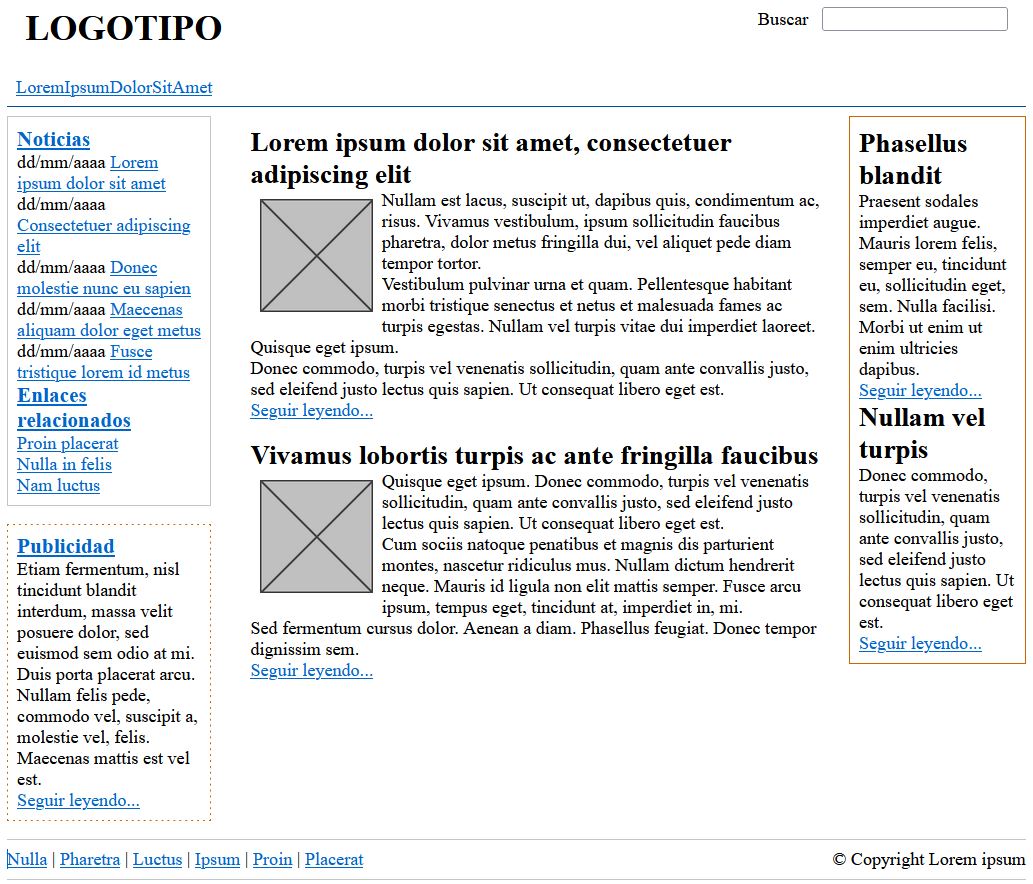 LOGOTIPO
Buscar
LoremIpsumDolorSitAmet
Noticias
dd/mm/aaaa Lorem
ipsum dolor sit amet
dd/mm/aaaa
Consectetuer adipiscing
elit
dd/mm/aaaa Donec
molestie nunc eu sapien
dd/mm/aaaa Maecenas
aliquam dolor eget metus
dd/mm/aaaa Fusce
tristique lorem id metus
Enlaces
relacionados
Proin placerat
Nulla in felis
Nam luctus
Publicidad
Etiam fermentum, nisl
tincidunt blandit
interdum, massa velit
posuere dolor, sed
euismod sem odio at mi.
Duis porta placerat arcu.
Nullam felis pede,
commodo vel, suscipit a,
molestie vel, felis.
Maecenas mattis est vel
est.
Seguir leyendo...
Lorem ipsum dolor sit amet, consectetuer
adipiscing elit
Nullam est lacus, suscipit ut, dapibus quis, condimentum ac,
risus. Vivamus vestibulum, ipsum sollicitudin faucibus
pharetra, dolor metus fringilla dui, vel aliquet pede diam
tempor tortor.
Vestibulum pulvinar urna et quam. Pellentesque habitant
morbi tristique senectus et netus et malesuada fames ac
turpis egestas. Nullam vel turpis vitae dui imperdiet laoreet.
Quisque eget ipsum.
Donec commodo, turpis vel venenatis sollicitudin, quam ante convallis justo,
sed eleifend justo lectus quis sapien. Ut consequat libero eget est.
Seguir leyendo...
Vivamus lobortis turpis ac ante fringilla faucibus
Quisque eget ipsum. Donec commodo, turpis vel venenatis
sollicitudin, quam ante convallis justo, sed eleifend justo
lectus quis sapien. Ut consequat libero eget est.
Cum sociis natoque penatibus et magnis dis parturient
montes, nascetur ridiculus mus. Nullam dictum hendrerit
neque. Mauris id ligula non elit mattis semper. Fusce arcu
ipsum, tempus eget, tincidunt at, imperdiet in, mi.
Sed fermentum cursus dolor. Aenean a diam. Phasellus feugiat. Donec tempor
dignissim sem.
Seguir leyendo...
Phasellus
blandit
Praesent sodales
imperdiet augue.
Mauris lorem felis,
semper eu, tincidunt
eu, sollicitudin eget,
sem. Nulla facilisi.
Morbi ut enim ut
enim ultricies
dapibus.
Seguir leyendo...
Nullam vel
turpis
Donec commodo,
turpis vel venenatis
sollicitudin, quam
ante convallis justo,
sed eleifend justo
lectus quis sapien. Ut
consequat libero eget
est.
Seguir leyendo...
Nulla | Pharetra | Luctus | Ipsum | Proin | Placerat
© Copyright Lorem ipsum